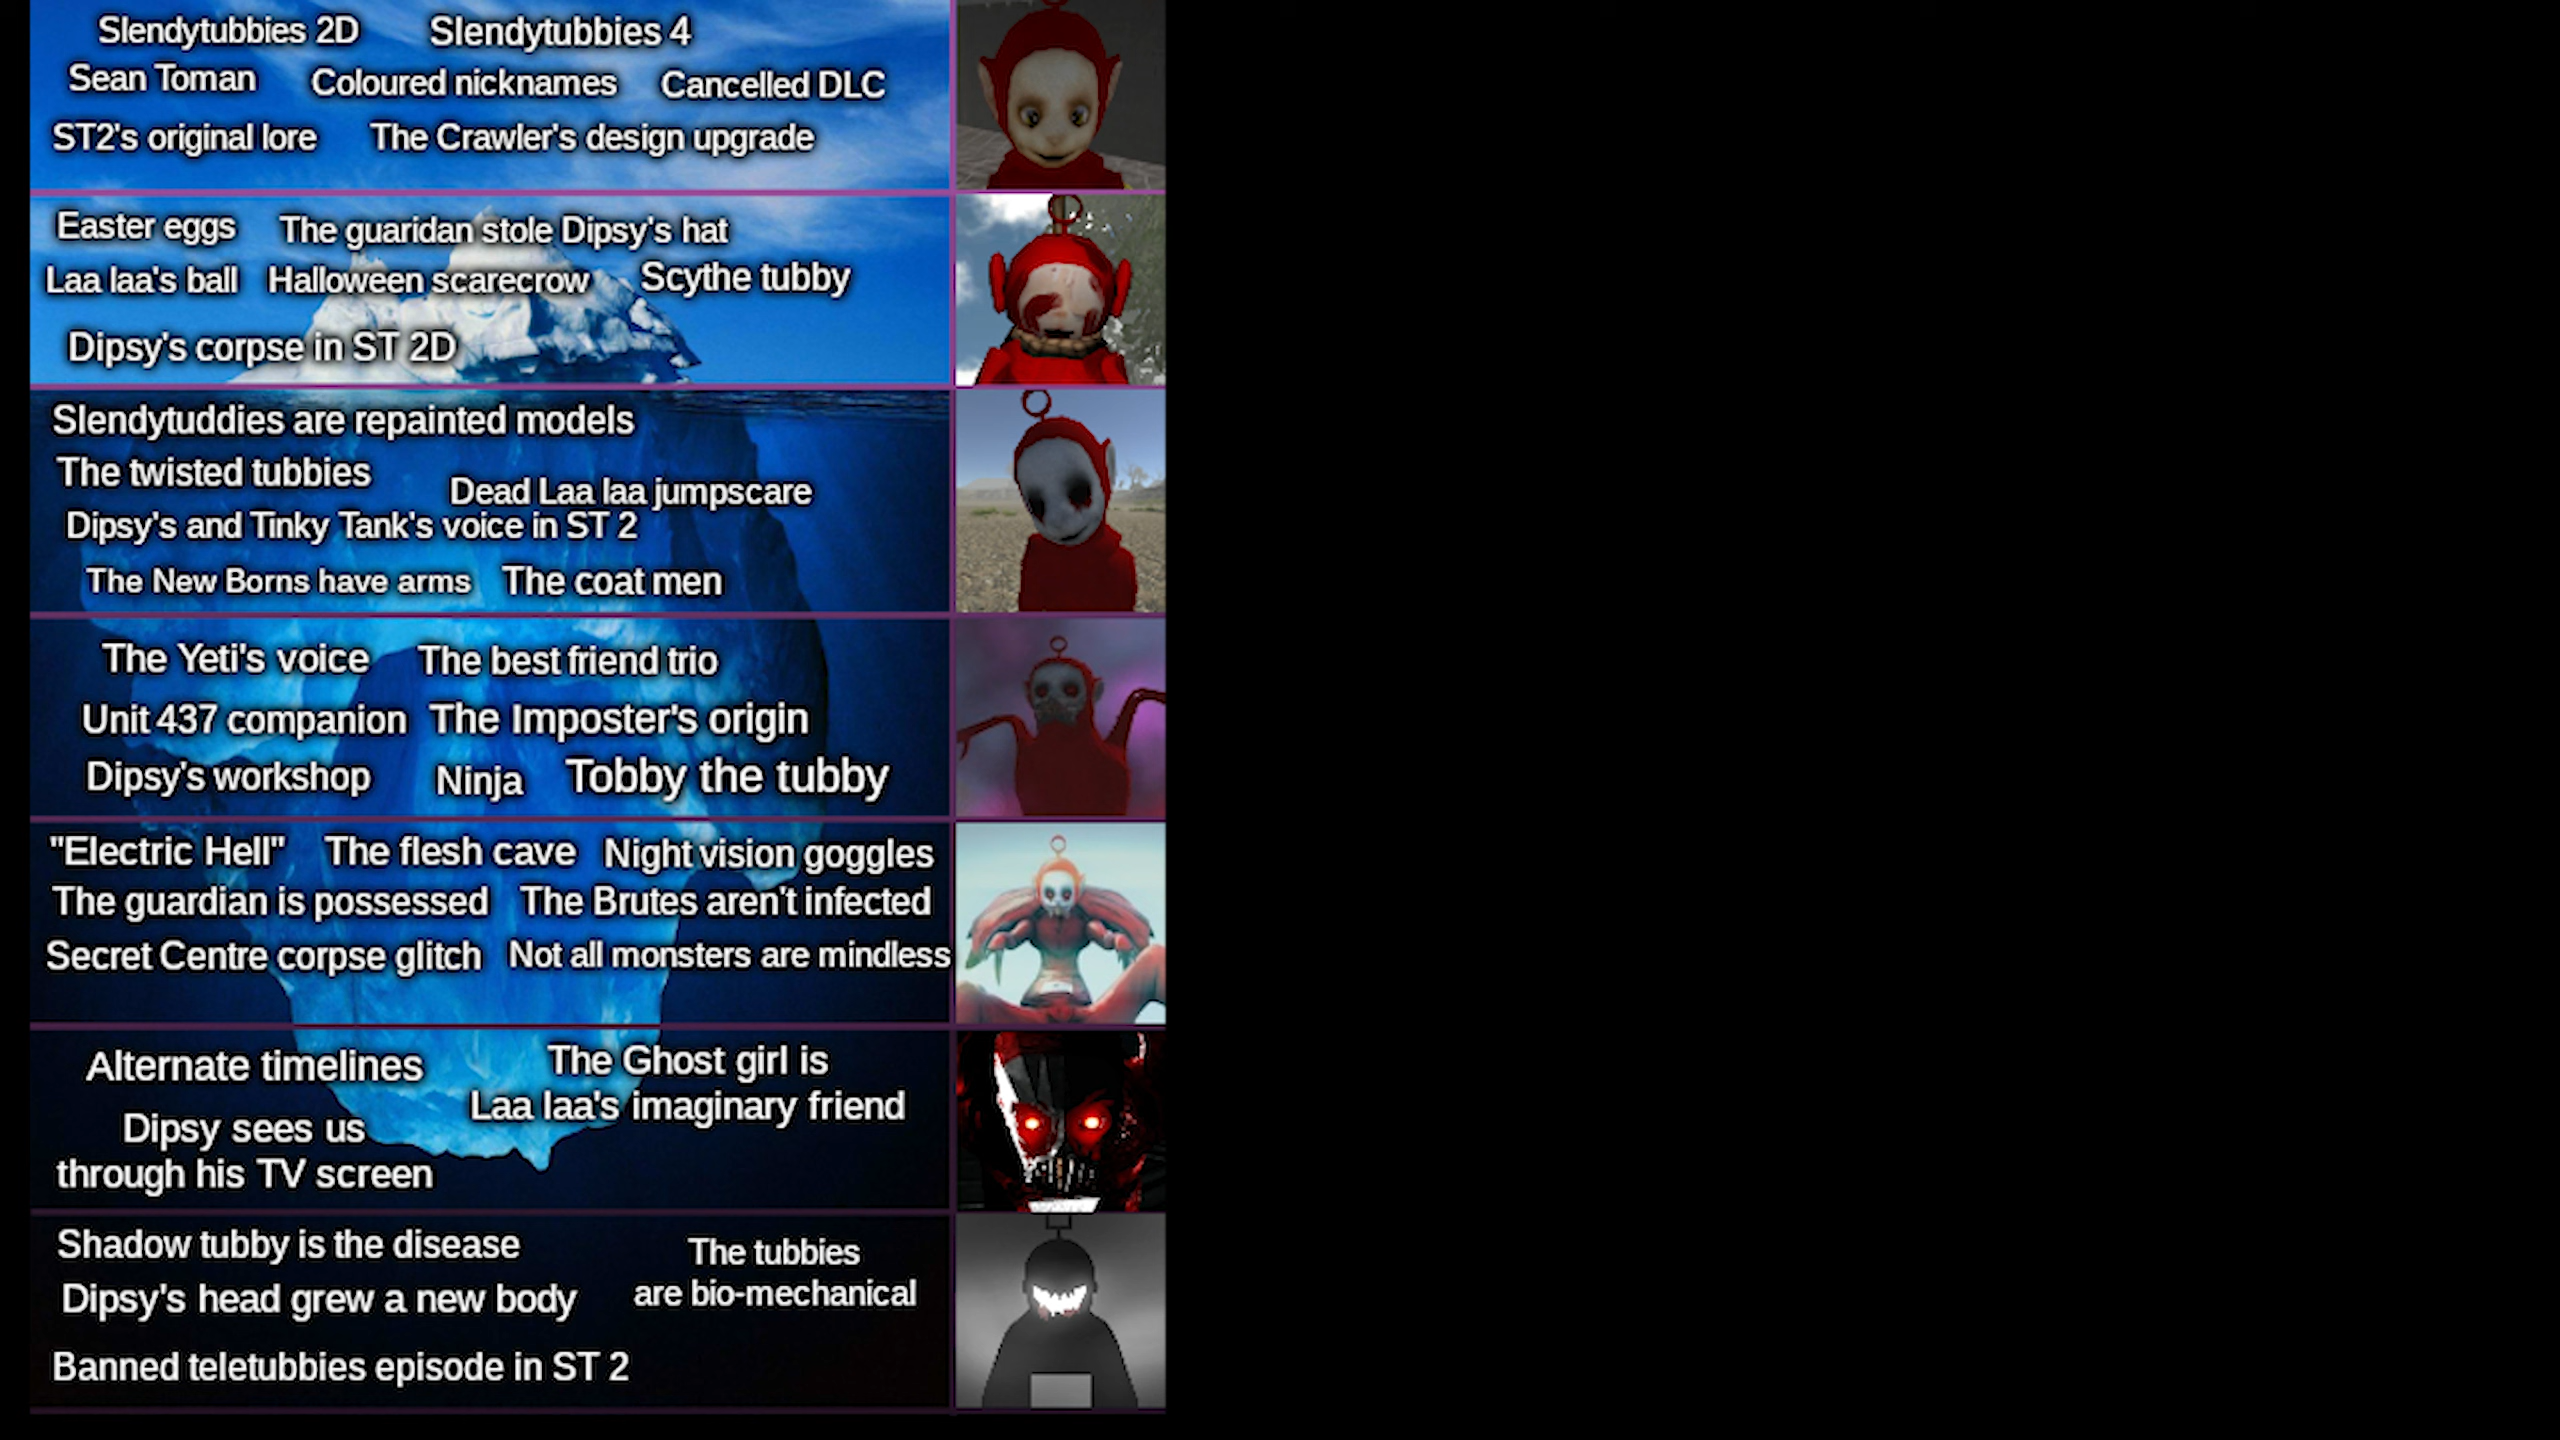 Slendytubbies 2D Slendytubbies 4
Sean Toman Coloured nicknames Cancelled DLC
ST2's original lore The Crawler's design upgrade
Easter eggs The guaridan stole Dipsy's hat
Laa laa's ball Halloween scarecrow Scythe tubby
Dipsy's corpse in ST 2D
Slendytuddies are repainted models
The twisted tubbies
Dead Laa laa jumpscare
Dipsy's and Tinky Tank's voice in ST 2
The New Borns have arms The coat men
The Yeti's voice The best friend trio
Unit 437 companion The Imposter's origin
Dipsy's workshop Ninja Tobby the tubby
"Electric Hell" The flesh cave Night vision goggles
The guardian is possessed The Brutes aren't infected
Secret Centre corpse glitch Not all monsters are mindless
Alternate timelines
The Ghost girl is
Laa laa's imaginary friend
Dipsy sees us
through his TV screen
Shadow tubby is the disease
The tubbies
are bio-mechanical
Dipsy's head grew a new body
Banned teletubbies episode in ST 2